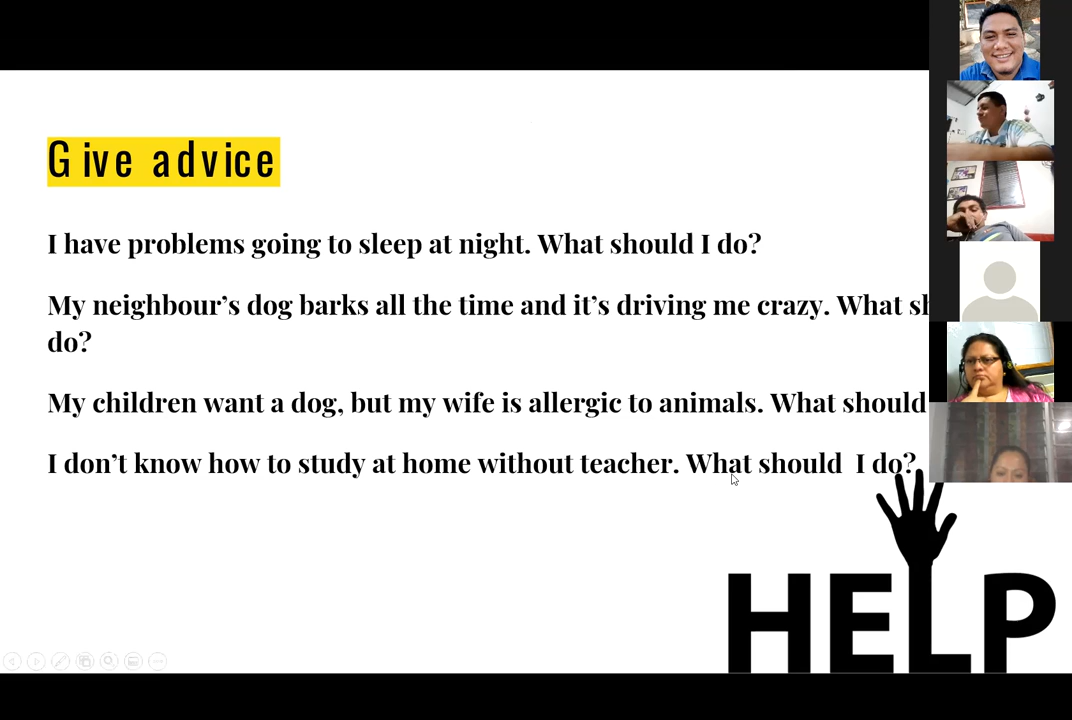 Give advice
I have problems going to sleep at night. What should I do?
My neighbour's dog barks all the time and it's driving me crazy. What
do?
My children want a dog, but my wife is allergic to animals. What should
I don't know how to study at home without teacher. What should I do?
HELP